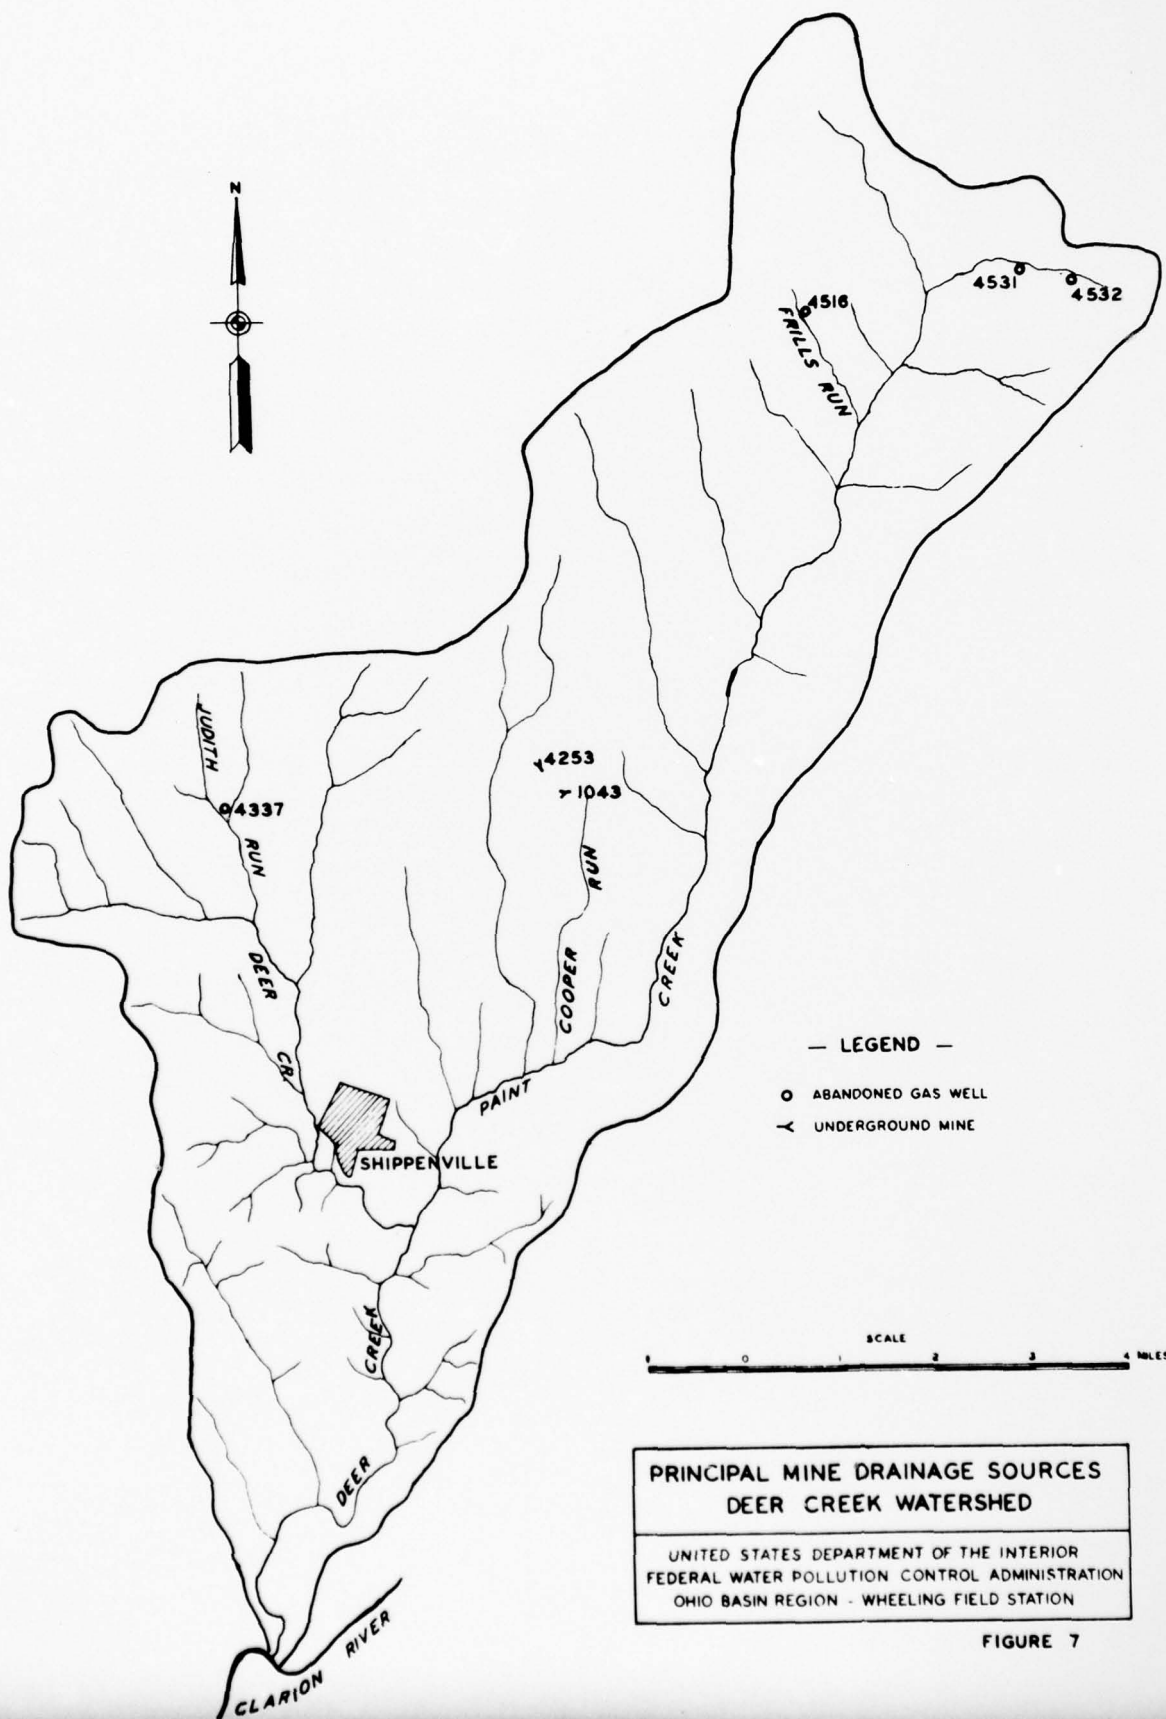 N
4531
4532
4516
FRILLS RUN
JUDITH
RUN
4337
4253
1043
COOPER
RUN
DEER
CR.
PAINT
CREEK
SHIPPENVILLE
— LEGEND —
ABANDONED GAS WELL
UNDERGROUND MINE
DEER
CREEK
SCALE
0 1 2 3 4 MILES
PRINCIPAL MINE DRAINAGE SOURCES
DEER CREEK WATERSHED
UNITED STATES DEPARTMENT OF THE INTERIOR
FEDERAL WATER POLLUTION CONTROL ADMINISTRATION
OHIO BASIN REGION - WHEELING FIELD STATION
FIGURE 7
CLARION RIVER